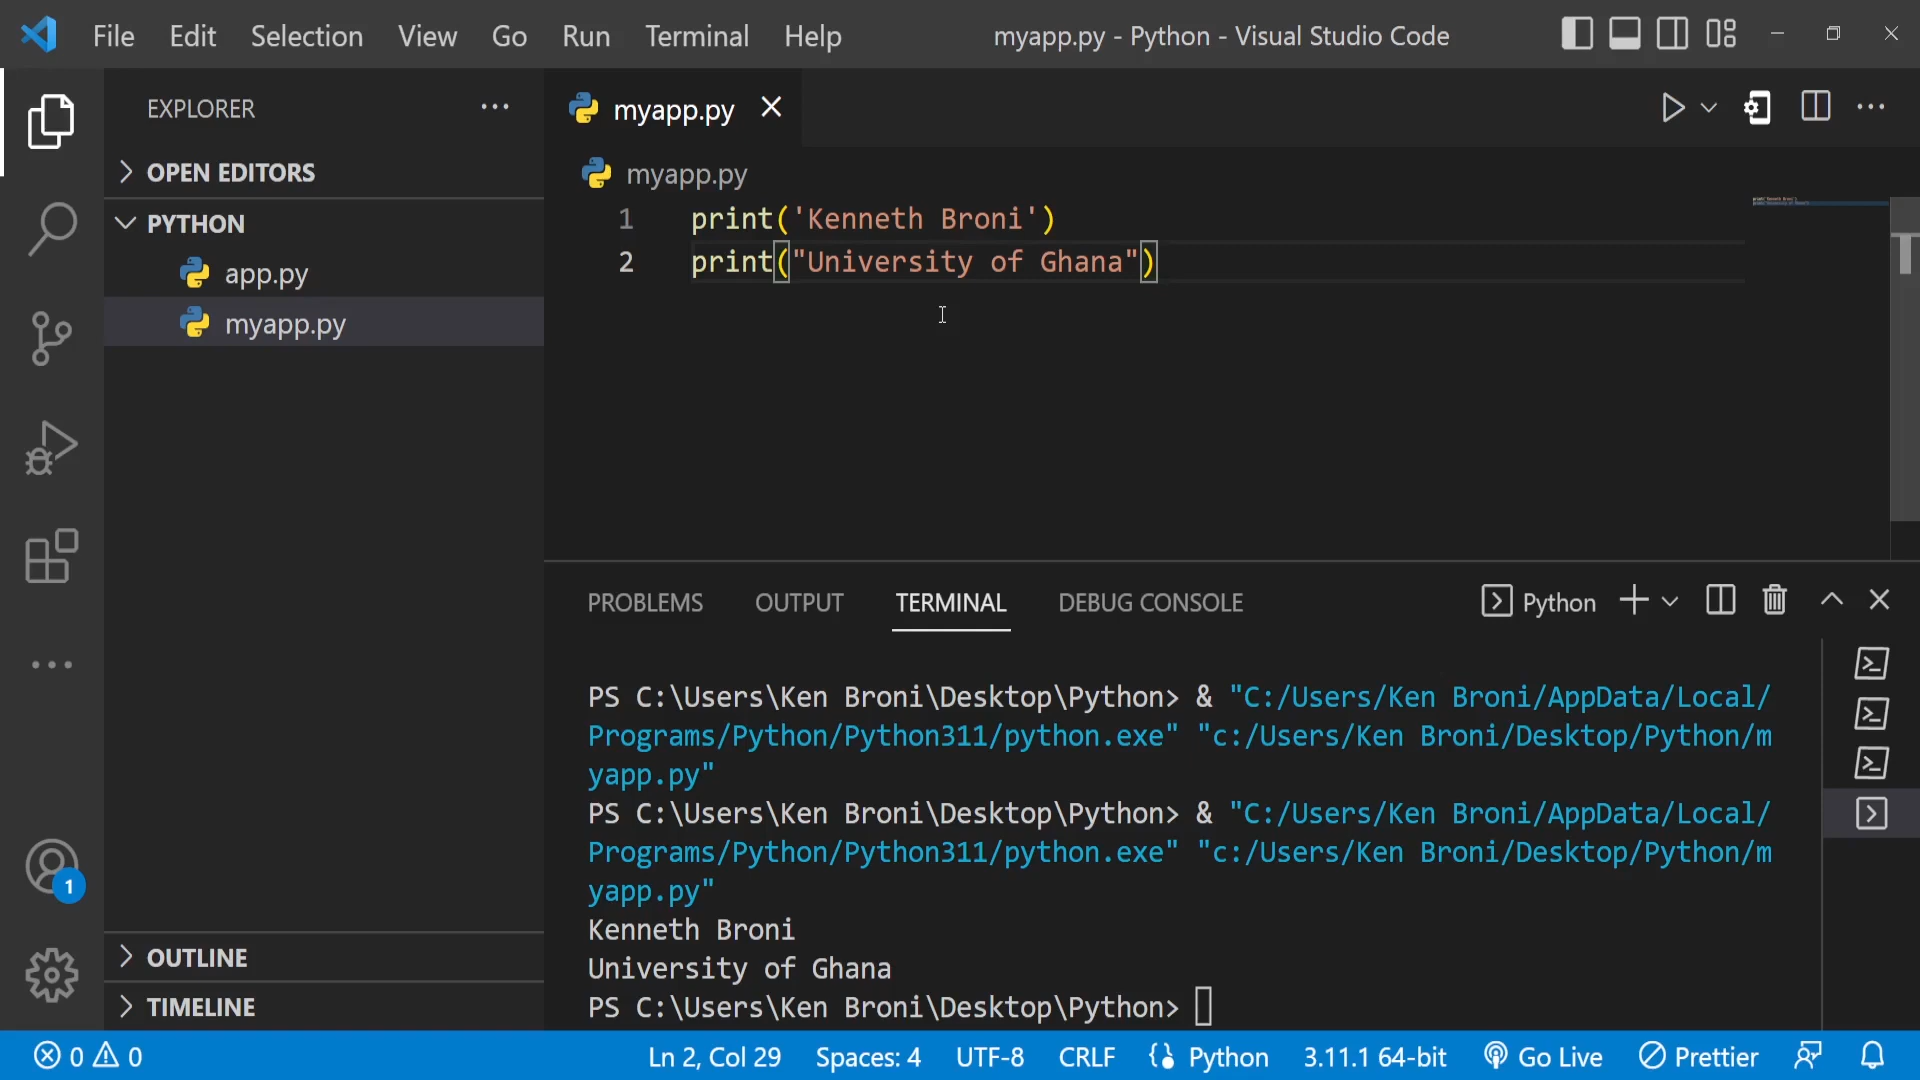 File Edit Selection View Go Run Terminal Help myapp.py - Python - Visual Studio Code
EXPLORER
OPEN EDITORS
PYTHON
app.py
myapp.py
OUTLINE
TIMELINE
1
myapp.py
myapp.py
1 print('Kenneth Broni')
2 print("University of Ghana")
PROBLEMS OUTPUT TERMINAL DEBUG CONSOLE Python
PS C:\Users\Ken Broni\Desktop\Python> & "C:/Users/Ken Broni/AppData/Local/
Programs/Python/Python311/python.exe" "c:/Users/Ken Broni/Desktop/Python/m
yapp.py"
PS C:\Users\Ken Broni\Desktop\Python> & "C:/Users/Ken Broni/AppData/Local/
Programs/Python/Python311/python.exe" "c:/Users/Ken Broni/Desktop/Python/m
yapp.py"
Kenneth Broni
University of Ghana
PS C:\Users\Ken Broni\Desktop\Python>
0 0 Ln 2, Col 29 Spaces: 4 UTF-8 CRLF Python 3.11.1 64-bit Go Live Prettier